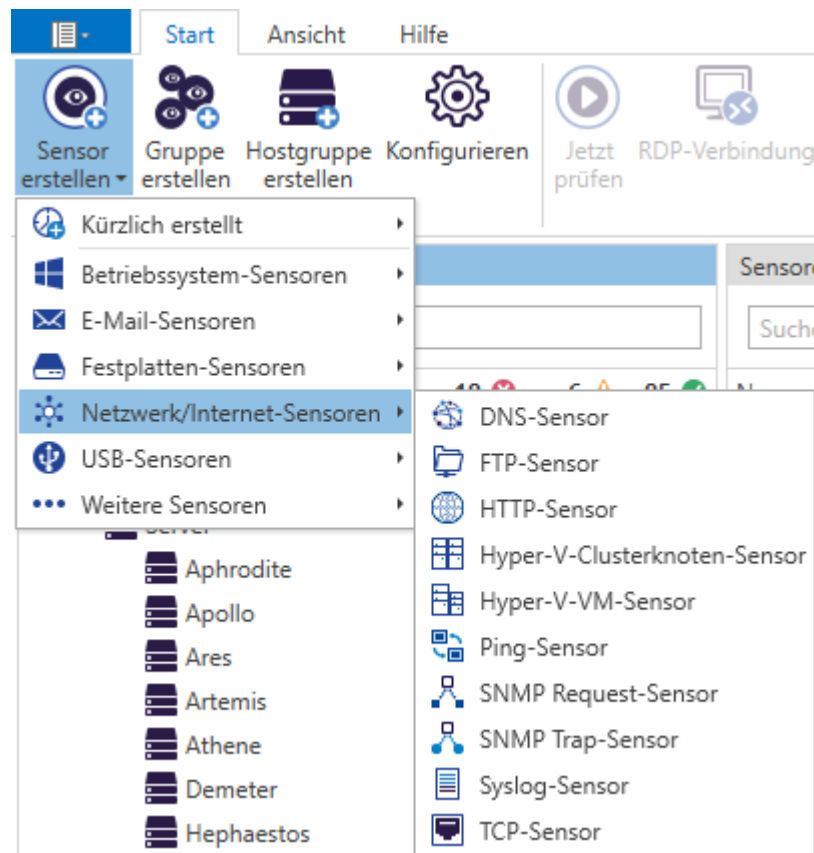 Start Ansicht Hilfe
Sensor erstellen
Gruppe erstellen
Hostgruppe erstellen
Konfigurieren
Jetzt prüfen
RDP-Verbindung
Kürzlich erstellt
Betriebssystem-Sensoren
E-Mail-Sensoren
Festplatten-Sensoren
Netzwerk/Internet-Sensoren
USB-Sensoren
Weitere Sensoren
DNS-Sensor
FTP-Sensor
HTTP-Sensor
Hyper-V-Clusterknoten-Sensor
Hyper-V-VM-Sensor
Ping-Sensor
SNMP Request-Sensor
SNMP Trap-Sensor
Syslog-Sensor
TCP-Sensor
Aphrodite
Apollo
Ares
Artemis
Athene
Demeter
Hephaestos